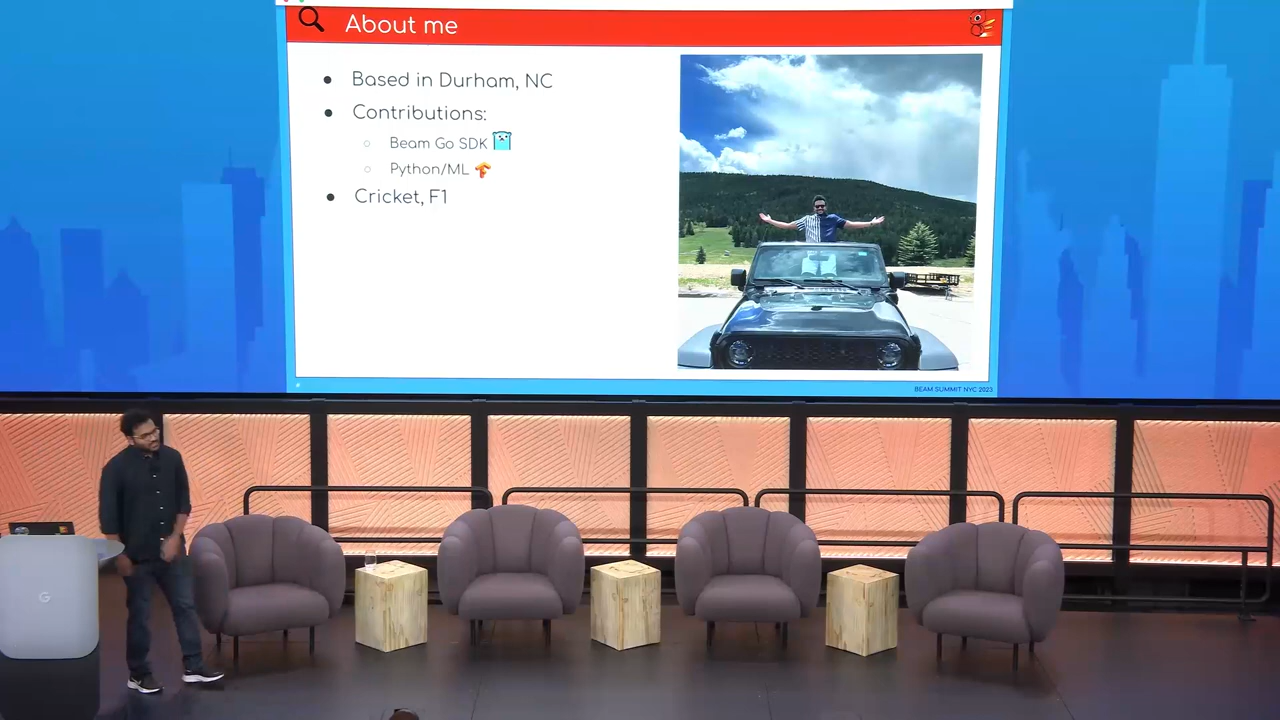 About me
Based in Durham, NC
Contributions:
Beam Go SDK
Python/ML
Cricket, F1
BEAM SUMMIT NYC 2023
G